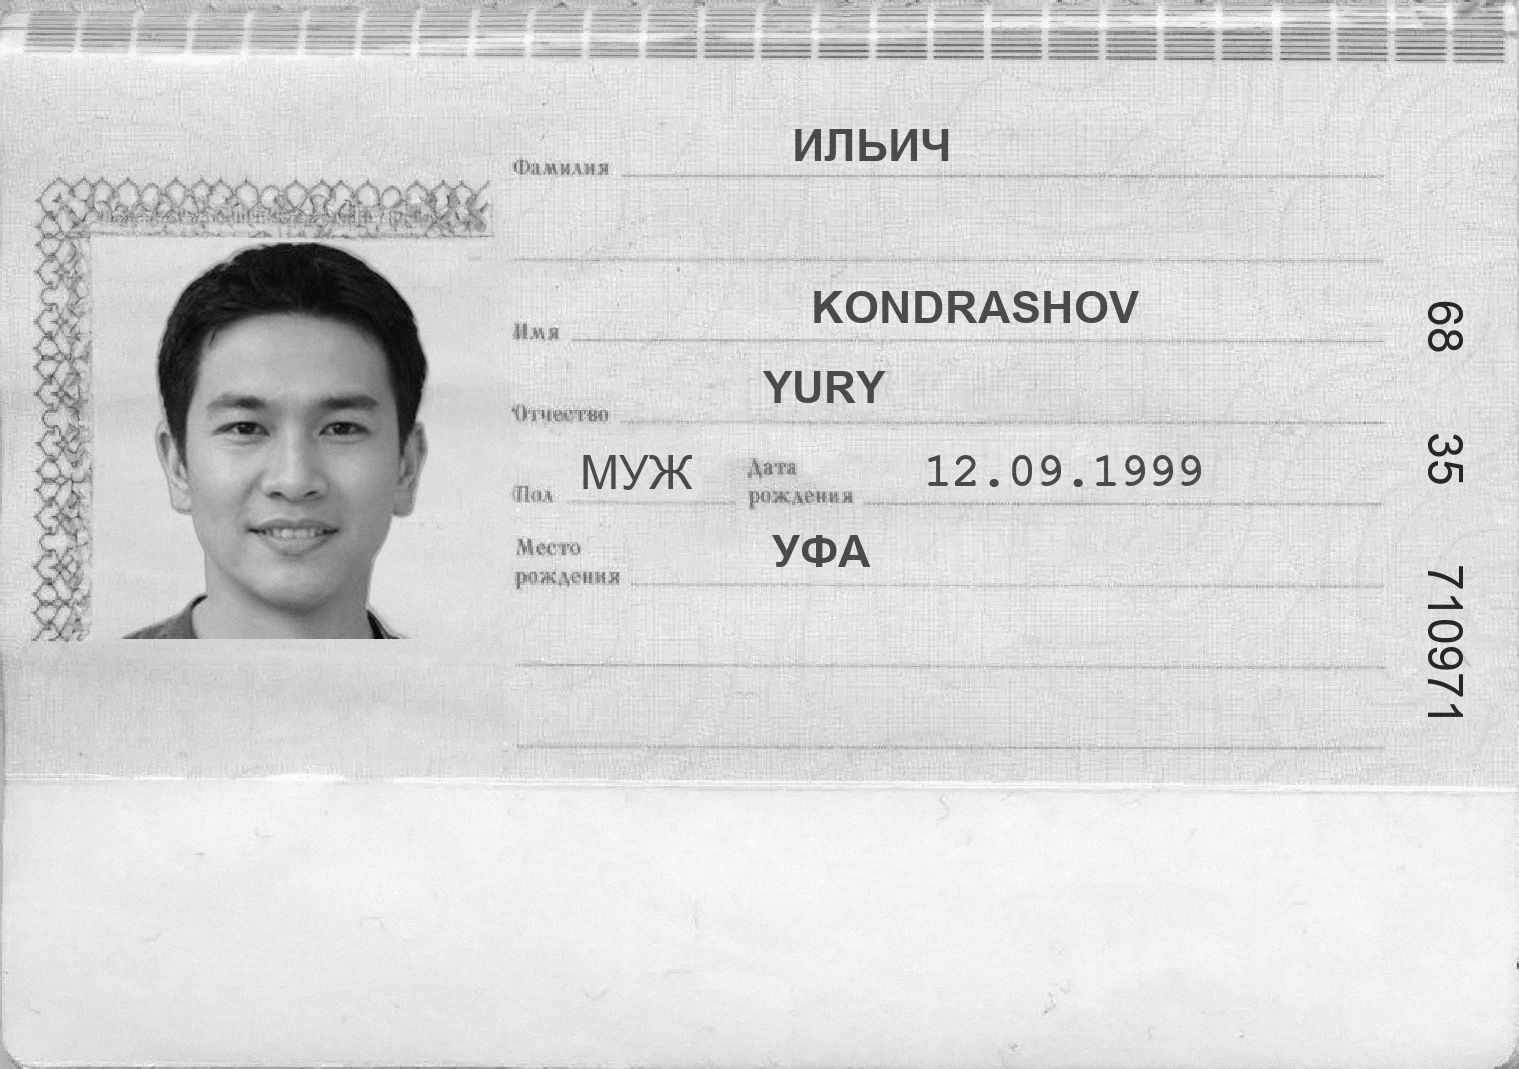 Фамилия ИЛЬИЧ
Имя KONDRASHOV
Отчество YURY
Пол МУЖ Дата рождения 12.09.1999
Место рождения УФА
68 35 710971